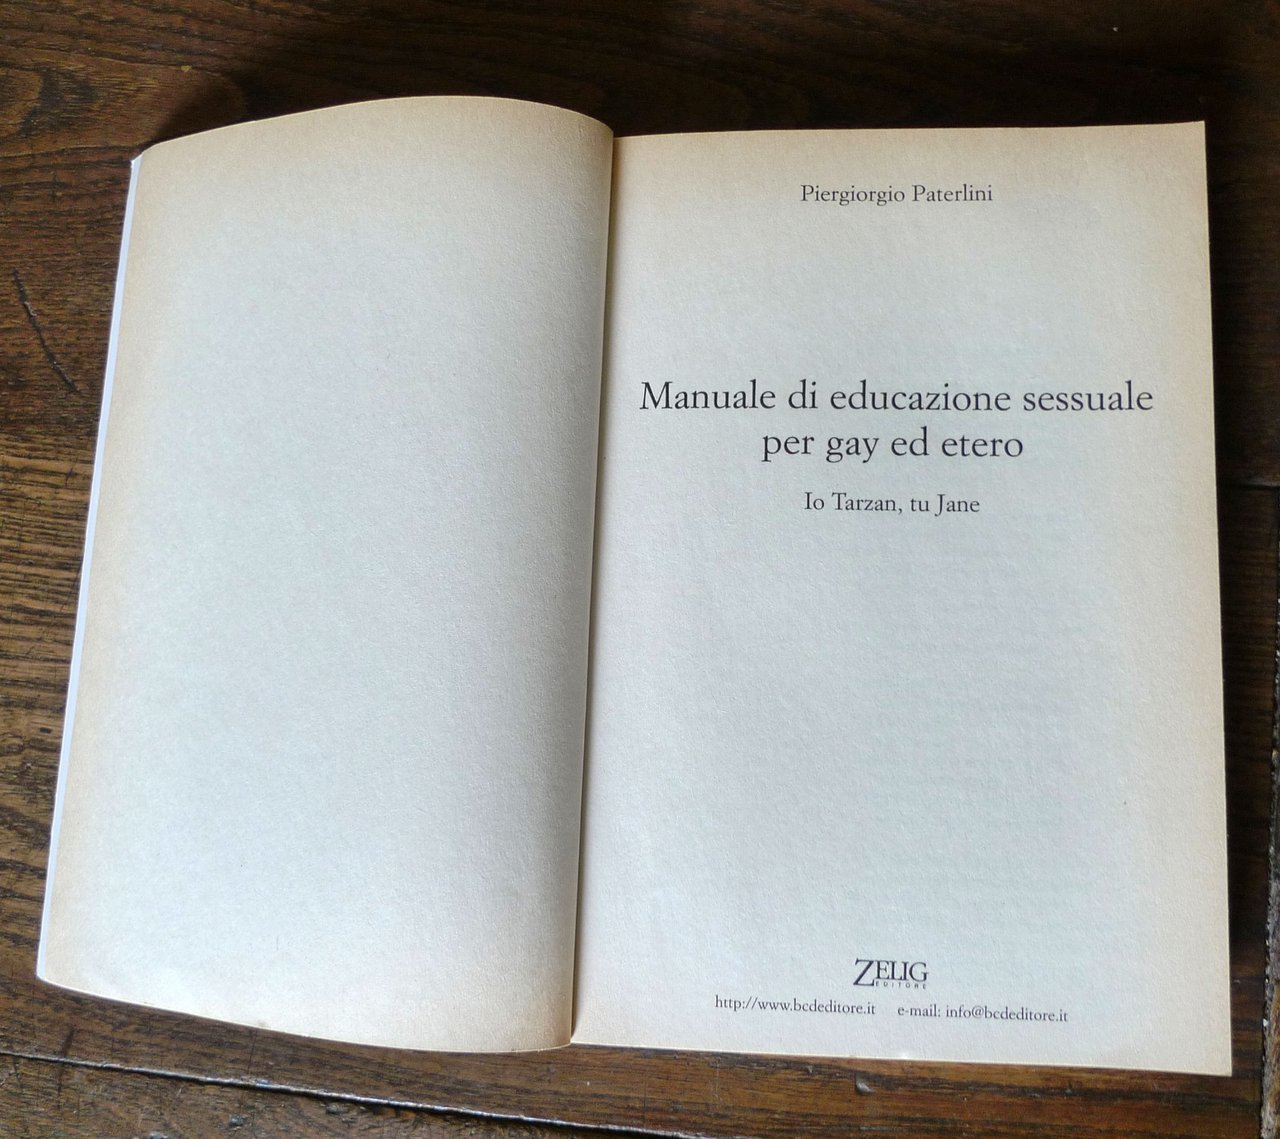 Piergiorgio Paterlini
Manuale di educazione sessuale
per gay ed etero
Io Tarzan, tu Jane
ZELIG
EDITORE
http://www.bcdeditore.it e-mail: info@bcdeditore.it